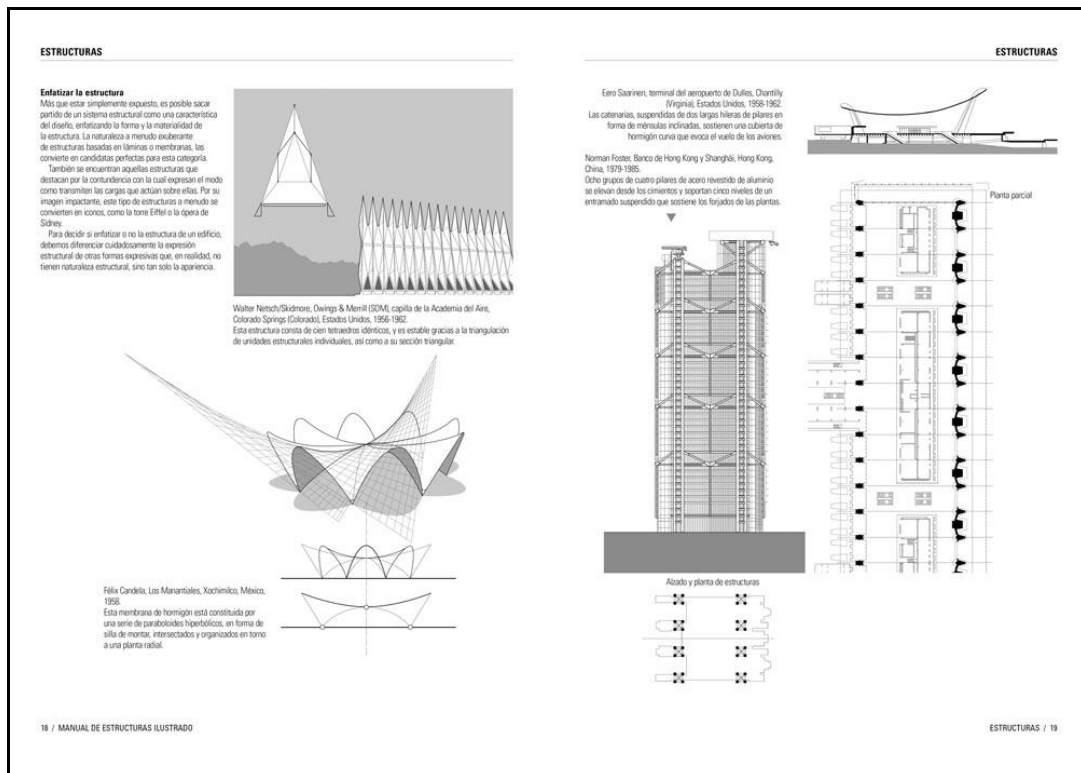 ESTRUCTURAS
Enfatizar la estructura
Más que estar simplemente expuesto, es posible sacar
partido de un sistema estructural como una característica
del diseño, enfatizando la forma y la materialidad de
la estructura. La naturaleza a menudo exuberante
de estructuras basadas en láminas o membranas, las
convierte en candidatas perfectas para esta categoría.
También se encuentran aquellas estructuras que
destacan por la contundencia con la cual expresan el modo
como transmiten las cargas que actúan sobre ellas. Por su
imagen impactante, este tipo de estructuras a menudo se
convierten en iconos, como la torre Eiffel o la ópera de
Sídney.
Para decidir si enfatizar o no la estructura de un edificio,
debemos diferenciar cuidadosamente la expresión
estructural de otras formas expresivas que, en realidad, no
tienen naturaleza estructural, sino tan solo la apariencia.
Walter Netsch/Skidmore, Owings & Merrill (SOM), capilla de la Academia del Aire,
Colorado Springs (Colorado), Estados Unidos, 1956-1962.
Esta estructura consta de cien tetraedros idénticos, y es estable gracias a la triangulación
de unidades estructurales individuales, así como a su sección triangular.
Félix Candela, Los Manantiales, Xochimilco, México,
1958.
Esta membrana de hormigón está constituida por
una serie de paraboloides hiperbólicos, en forma de
silla de montar, intersectados y organizados en torno
a una planta radial.
18 / MANUAL DE ESTRUCTURAS ILUSTRADO
ESTRUCTURAS
Eero Saarinen, terminal del aeropuerto de Dulles, Chantilly
(Virginia), Estados Unidos, 1958-1962.
Las catenarias, suspendidas de dos largas hileras de pilares en
forma de ménsulas inclinadas, sostienen una cubierta de
hormigón curva que evoca el vuelo de los aviones.
Norman Foster, Banco de Hong Kong y Shanghái, Hong Kong,
China, 1979-1985.
Ocho grupos de cuatro pilares de acero revestido de aluminio
se elevan desde los cimientos y soportan cinco niveles de un
entramado suspendido que sostiene los forjados de las plantas.
Planta parcial
Alzado y planta de estructuras
ESTRUCTURAS / 19